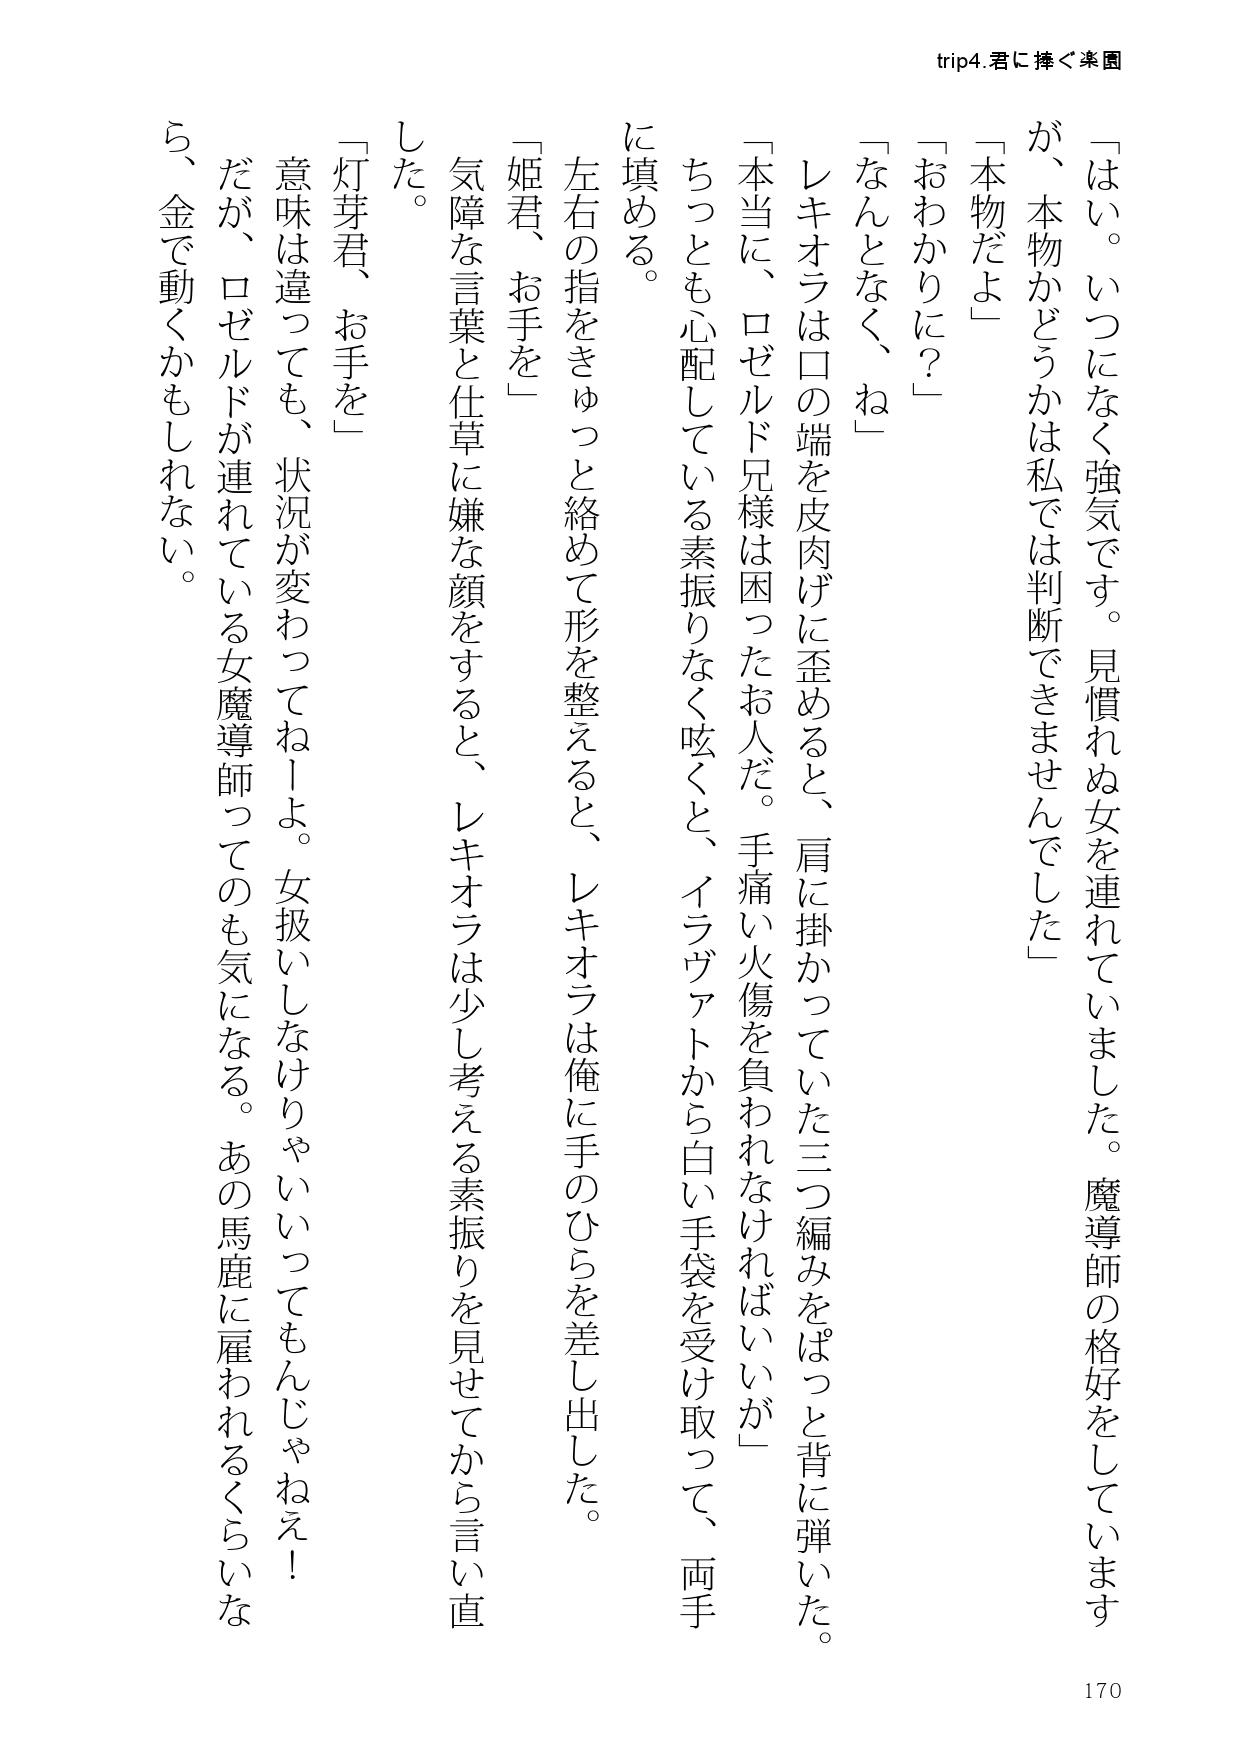 trip4.君に捧ぐ楽園
「はい。いつになく強気です。見慣れぬ女を連れていました。魔導師の格好をしています
が、本物かどうかは私では判断できませんでした」
「本物だよ」
「おわかりに？」
「なんとなく、ね」
レキオラは口の端を皮肉げに歪めると、肩に掛かっていた三つ編みをぱっと背に弾いた。
「本当に、ロゼルド兄様は困ったお人だ。手痛い火傷を負われなければいいが」
ちっとも心配している素振りなく呟くと、イラヴァトから白い手袋を受け取って、両手
に填める。
左右の指をきゅっと絡めて形を整えると、レキオラは俺に手のひらを差し出した。
「姫君、お手を」
気障な言葉と仕草に嫌な顔をすると、レキオラは少し考える素振りを見せてから言い直
した。
「灯芽君、お手を」
意味は違っても、状況が変わってねーよ。女扱いしなけりゃいいってもんじゃねえ！
だが、ロゼルドが連れている女魔導師ってのも気になる。あの馬鹿に雇われるくらいな
ら、金で動くかもしれない。
170